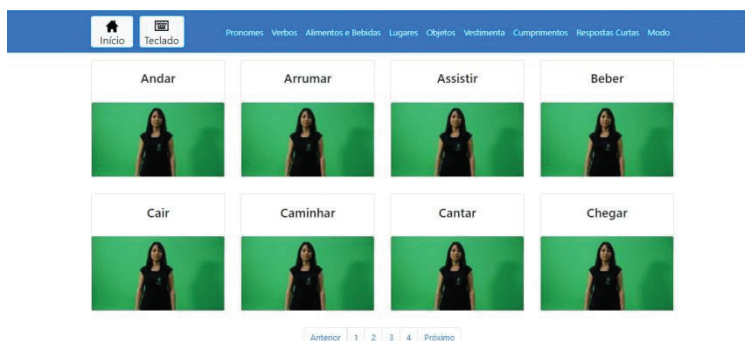 Início Teclado Pronomes Verbos Alimentos e Bebidas Lugares Objetos Vestimenta Cumprimentos Respostas Curtas Modo
Andar Arrumar Assistir Beber
Cair Caminhar Cantar Chegar
Anterior 1 2 3 4 Próximo